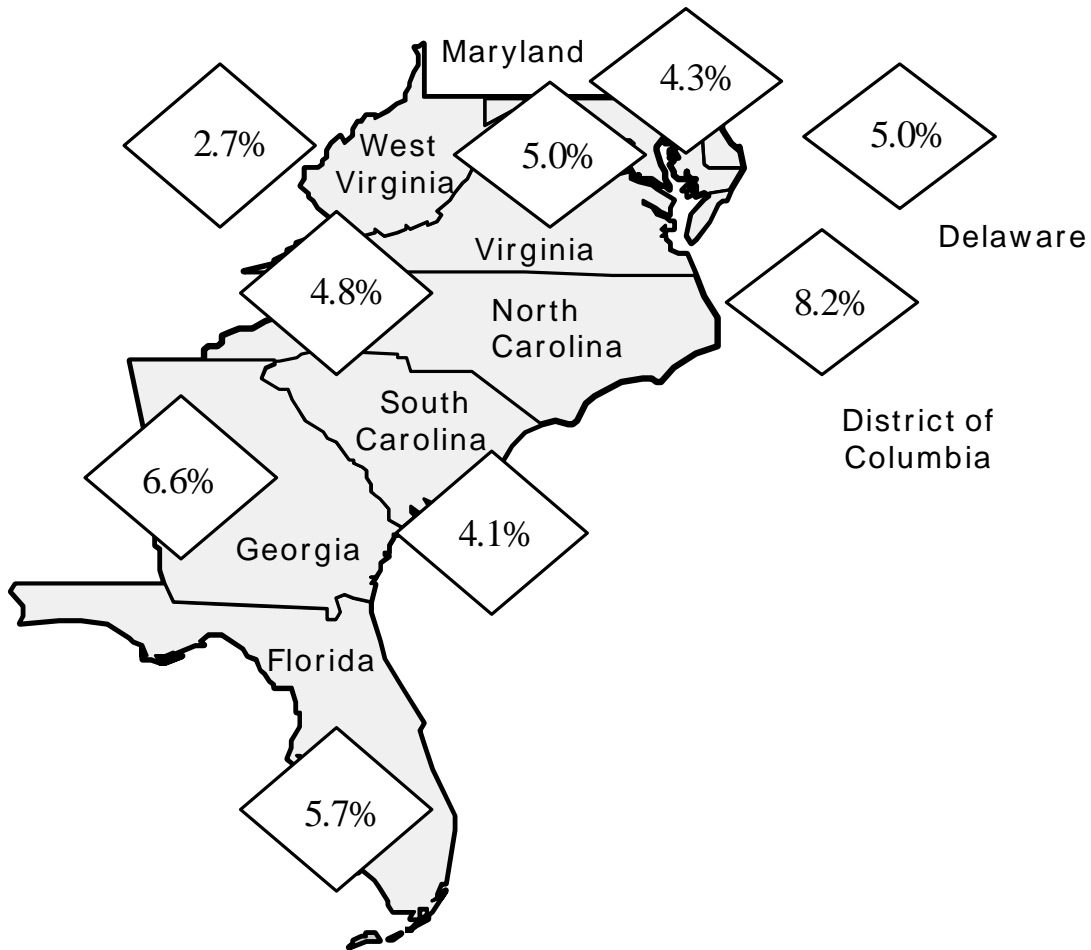 Maryland
4.3%
2.7%
West
Virginia
5.0%
5.0%
Delaware
Virginia
4.8%
North
Carolina
8.2%
South
Carolina
District of
Columbia
6.6%
4.1%
Georgia
Florida
5.7%